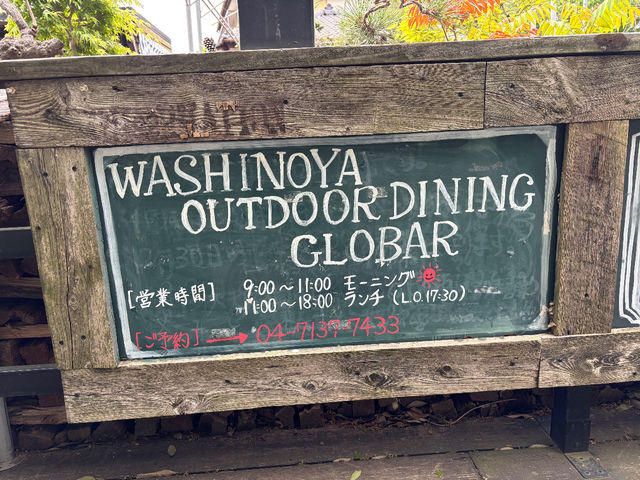 WASHINOYA
OUTDOOR DINING
GLOBAR
[営業時間] 9:00〜11:00 モーニング
11:00〜18:00 ランチ (L.O.17:30)
[ご予約] → 04-7137-7433